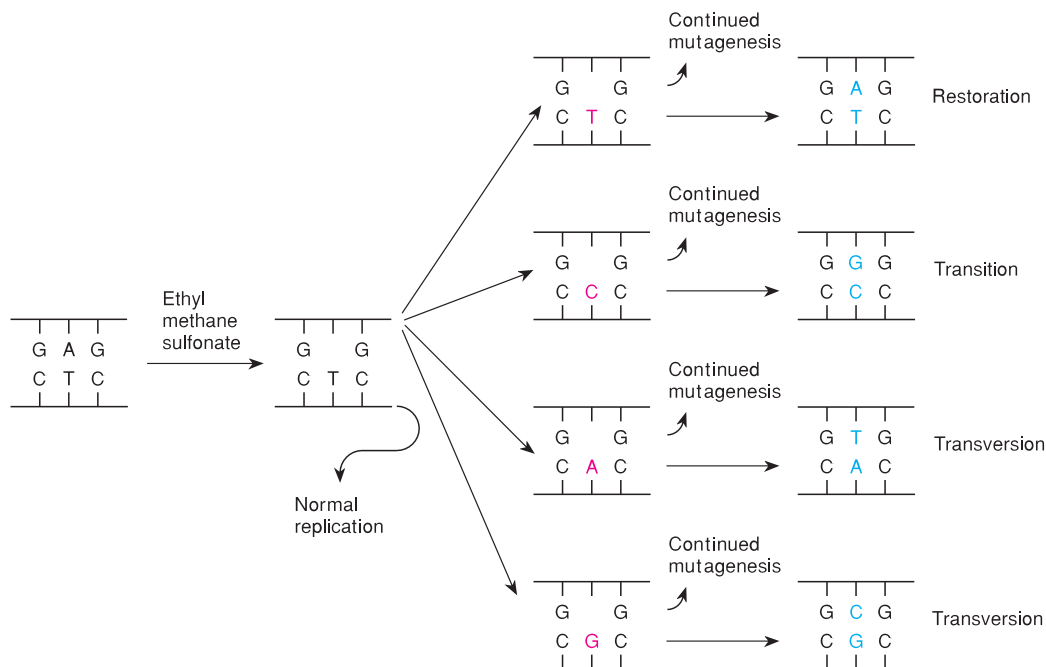 Continued
mutagenesis
G G
C T C
G A G
C T C
Restoration
Continued
mutagenesis
G G
C C C
G G G
C C C
Transition
Ethyl
methane
sulfonate
G A G
C T C
G G
C T C
Normal
replication
Continued
mutagenesis
G G
C A C
G T G
C A C
Transversion
Continued
mutagenesis
G G
C G C
G C G
C G C
Transversion